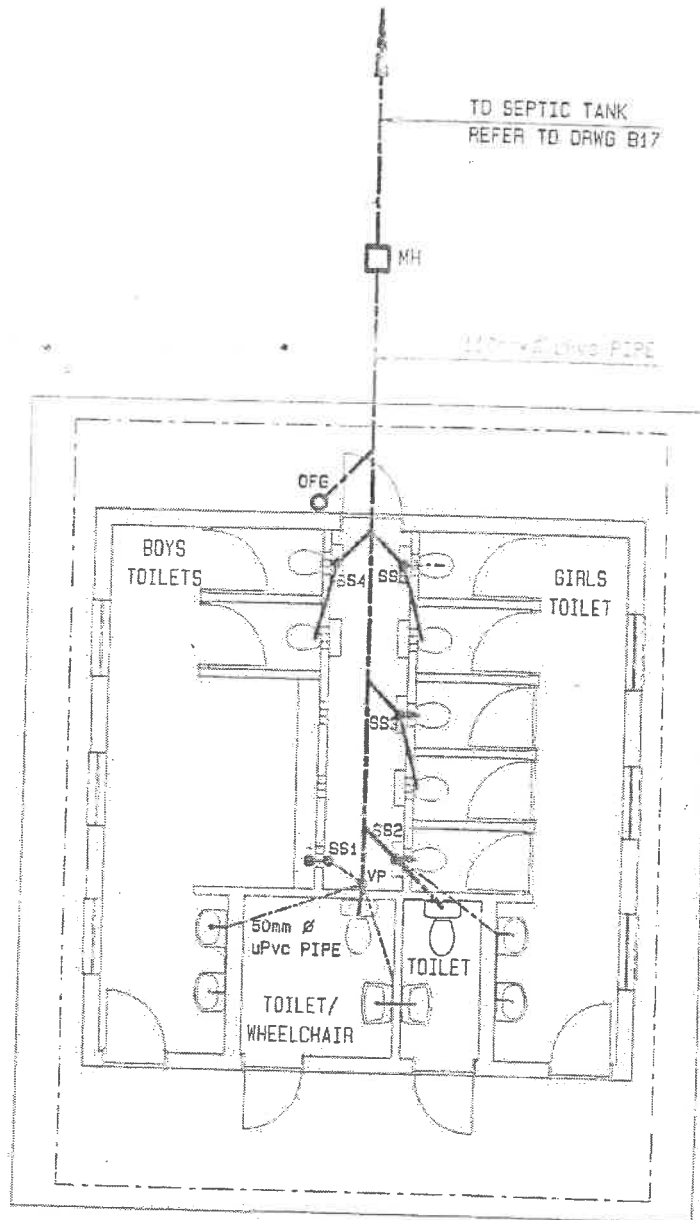 TO SEPTIC TANK
REFER TO DRWG B17
MH
PIPE
OFG
BOYS
TOILETS
SS4
GIRLS
TOILET
SS3
SS2
SS1
VP
50mm Ø
uPvc PIPE
TOILET
TOILET/
WHEELCHAIR